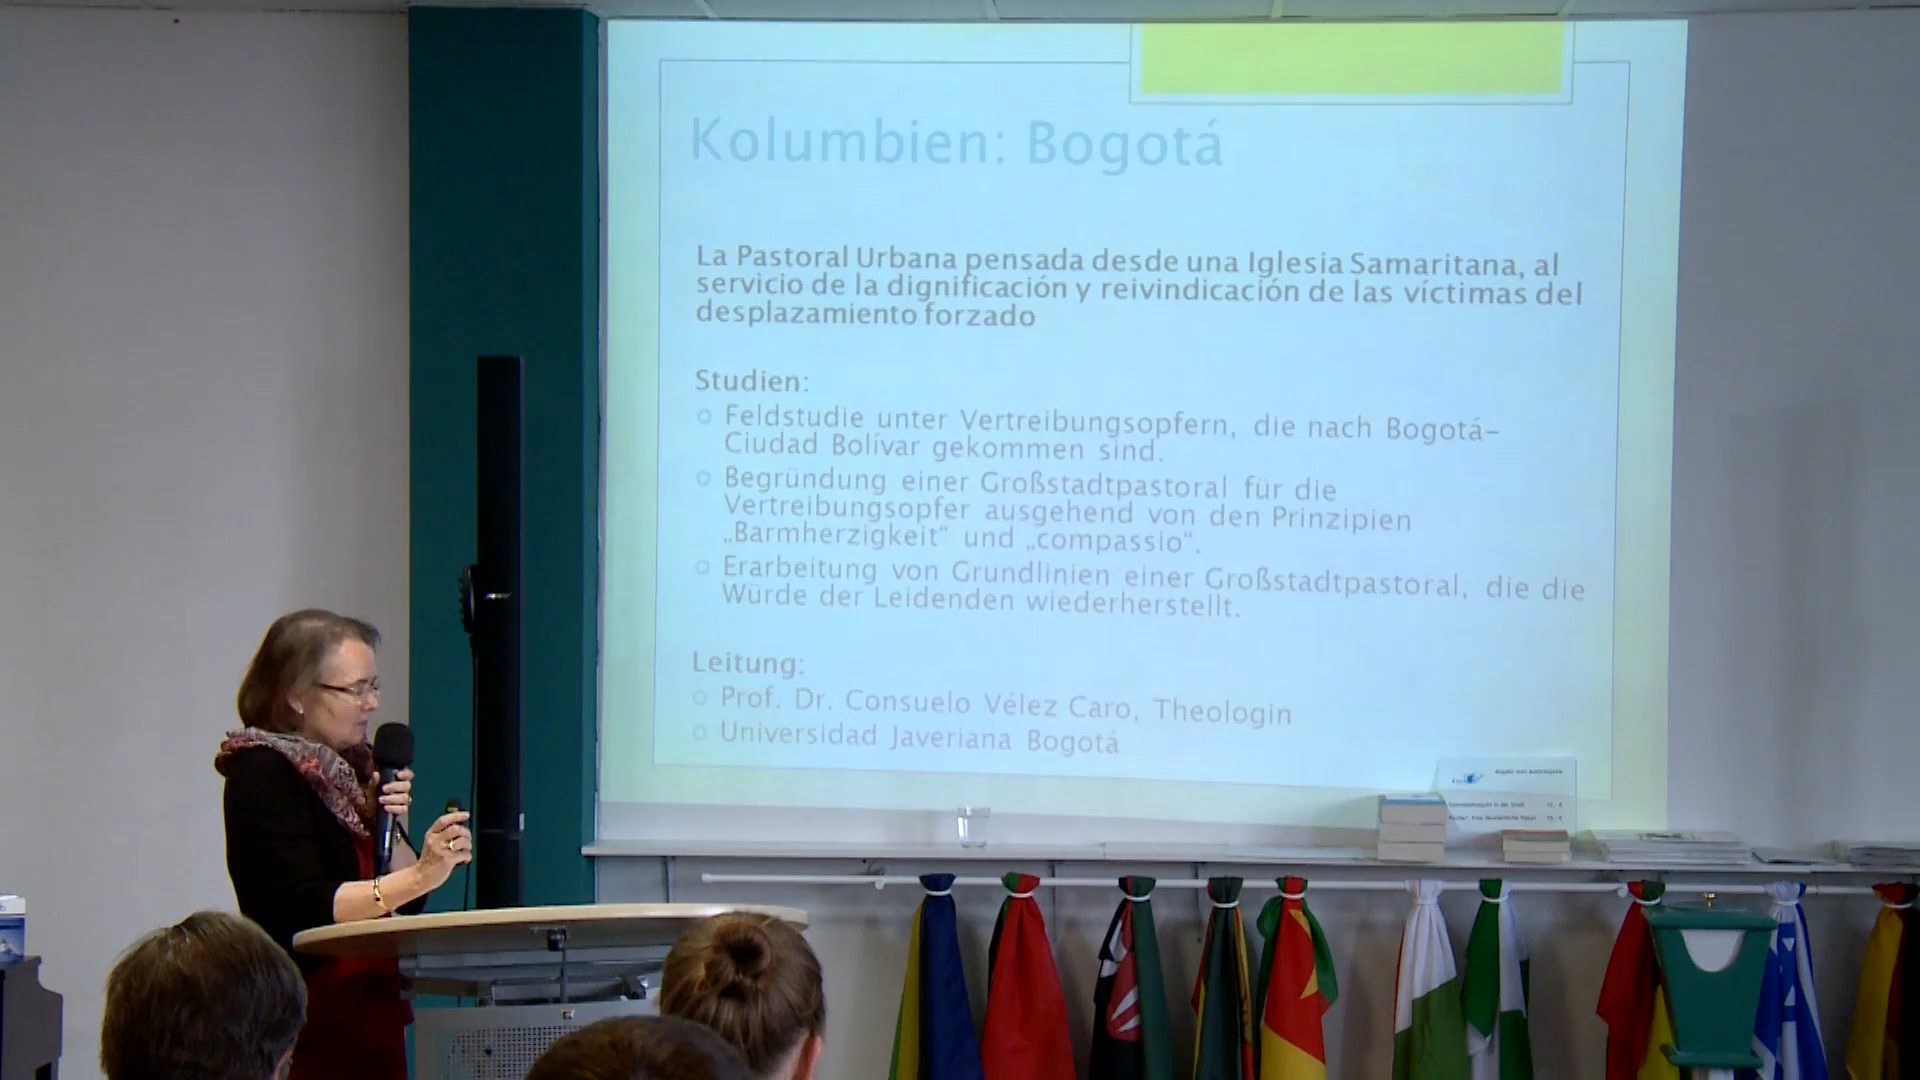 Kolumbien: Bogotá
La Pastoral Urbana pensada desde una Iglesia Samaritana, al
servicio de la dignificación y reivindicación de las víctimas del
desplazamiento forzado
Studien:
Feldstudie unter Vertreibungsopfern, die nach Bogotá–
Ciudad Bolívar gekommen sind.
Begründung einer Großstadtpastoral für die
Vertreibungsopfer ausgehend von den Prinzipien
„Barmherzigkeit“ und „compassio“.
Erarbeitung von Grundlinien einer Großstadtpastoral, die die
Würde der Leidenden wiederherstellt.
Leitung:
Prof. Dr. Consuelo Vélez Caro, Theologin
Universidad Javeriana Bogotá